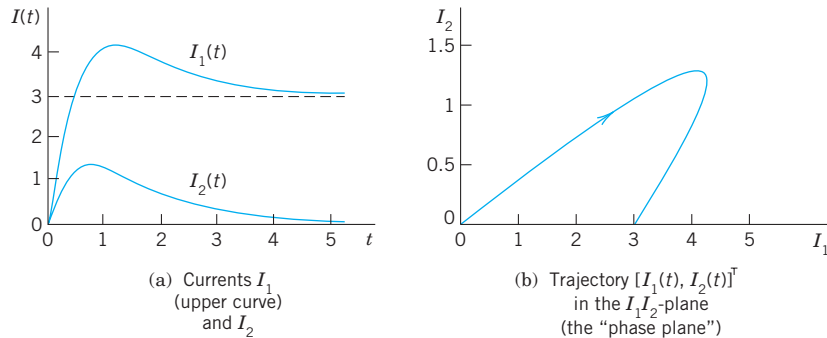 I(t)
4
3
2
1
0
I₁(t)
I₂(t)
0 1 2 3 4 5 t
(a) Currents I₁
(upper curve)
and I₂
I₂
1.5
1
0.5
0
0 1 2 3 4 5 I₁
(b) Trajectory [I₁(t), I₂(t)]ᵀ
in the I₁I₂-plane
(the “phase plane”)